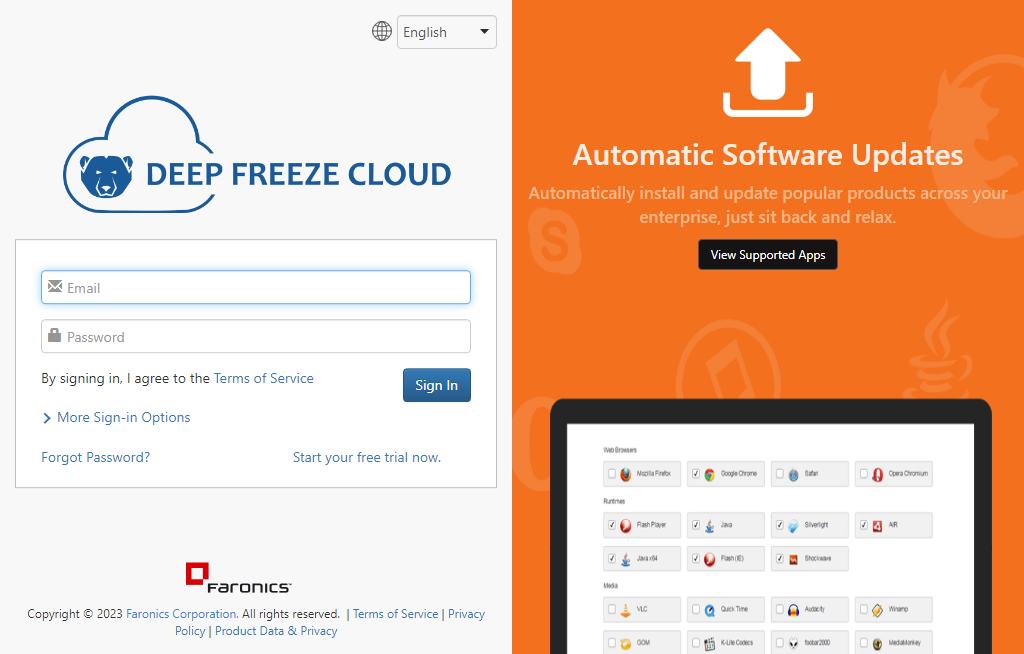 English
DEEP FREEZE CLOUD
Email
Password
By signing in, I agree to the Terms of Service
Sign In
More Sign-in Options
Forgot Password?
Start your free trial now.
FARONICS
Copyright © 2023 Faronics Corporation. All rights reserved. | Terms of Service | Privacy
Policy | Product Data & Privacy
Automatic Software Updates
Automatically install and update popular products across your
enterprise, just sit back and relax.
View Supported Apps
Web Browsers
Mozilla Firefox Google Chrome Safari Opera Chromium
Runtimes
Flash Player Java Silverlight AIR
Java x64 Flash (IE) Shockwave
Media
VLC Quick Time Audacity Winamp
GOM K-Lite Codecs foobar2000 MediaMonkey